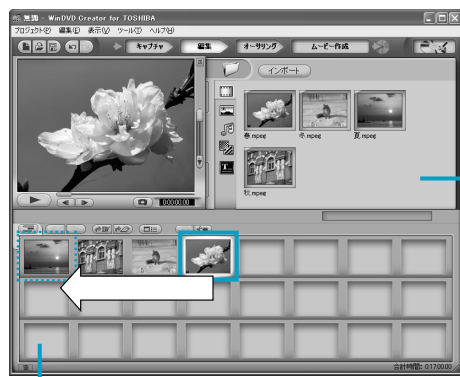 無題 - WinDVD Creator for TOSHIBA
プロジェクト(P) 編集(E) 表示(V) ツール(T) ヘルプ(H)
キャプチャ 編集 オーサリング ムービー作成
インポート
春.mpeg 冬.mpeg 夏.mpeg
秋.mpeg
T
合計時間: 0:17:00.00